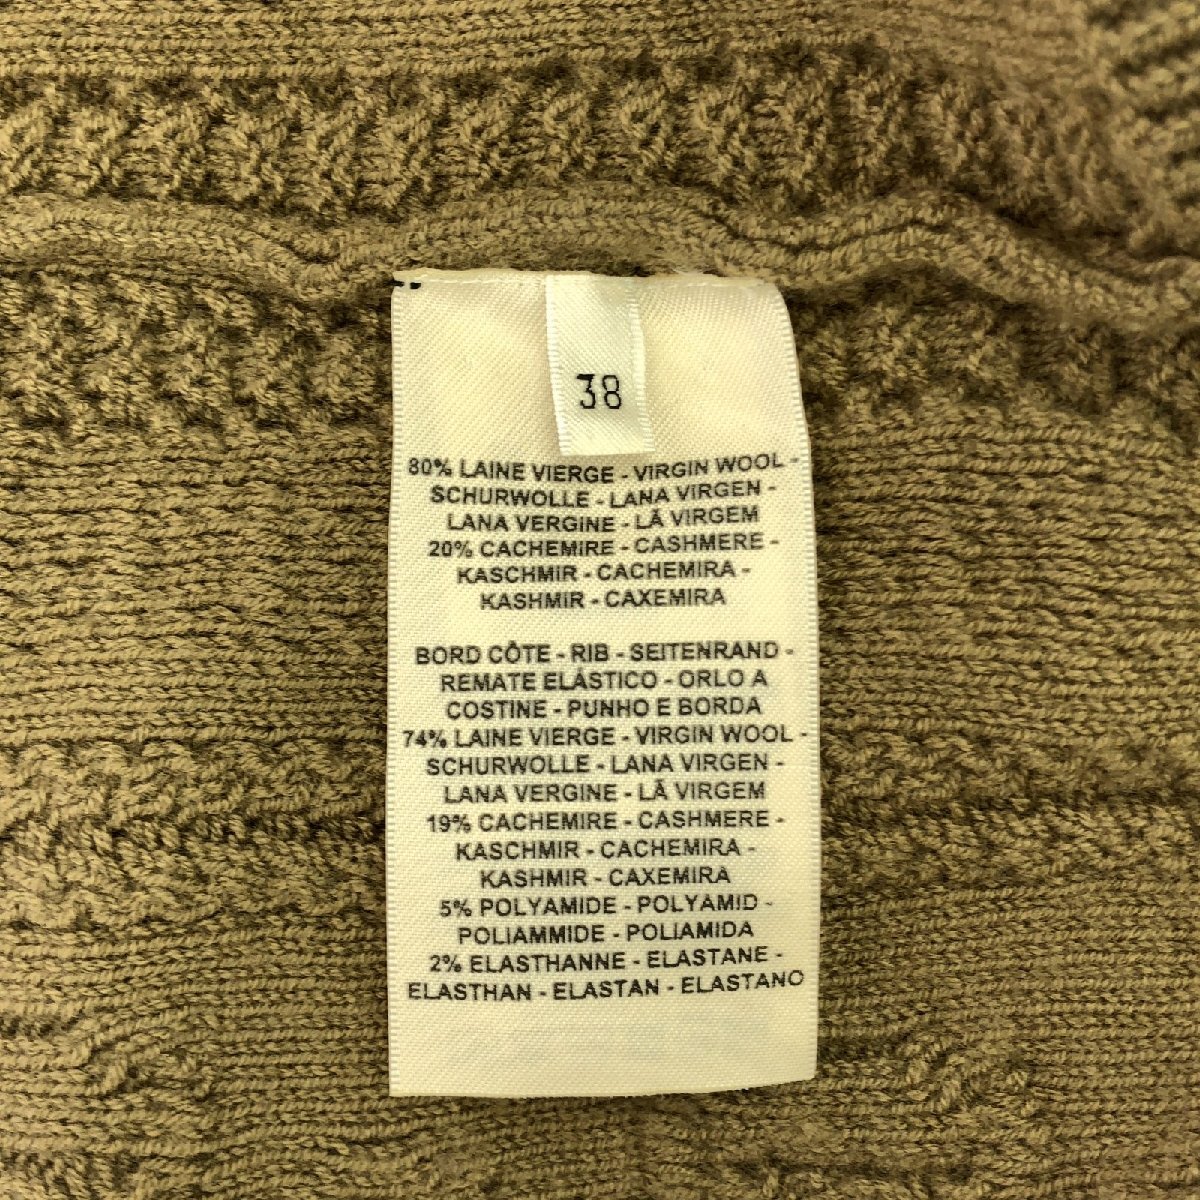 38
80% LAINE VIERGE - VIRGIN WOOL -
SCHURWOLLE - LANA VIRGEN -
LANA VERGINE - LÂ VIRGEM
20% CACHEMIRE - CASHMERE -
KASCHMIR - CACHEMIRA -
KASHMIR - CAXEMIRA
BORD CÔTE - RIB - SEITENRAND -
REMATE ELÁSTICO - ORLO A
COSTINE - PUNHO E BORDA
74% LAINE VIERGE - VIRGIN WOOL -
SCHURWOLLE - LANA VIRGEN -
LANA VERGINE - LÂ VIRGEM
19% CACHEMIRE - CASHMERE -
KASCHMIR - CACHEMIRA -
KASHMIR - CAXEMIRA
5% POLYAMIDE - POLYAMID -
POLIAMMIDE - POLIAMIDA
2% ELASTHANNE - ELASTANE -
ELASTHAN - ELASTAN - ELASTANO